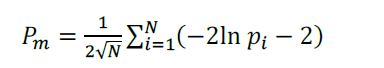 $P_m = \frac{1}{2\sqrt{N}} \sum_{i=1}^{N} (-2\ln p_i - 2)$